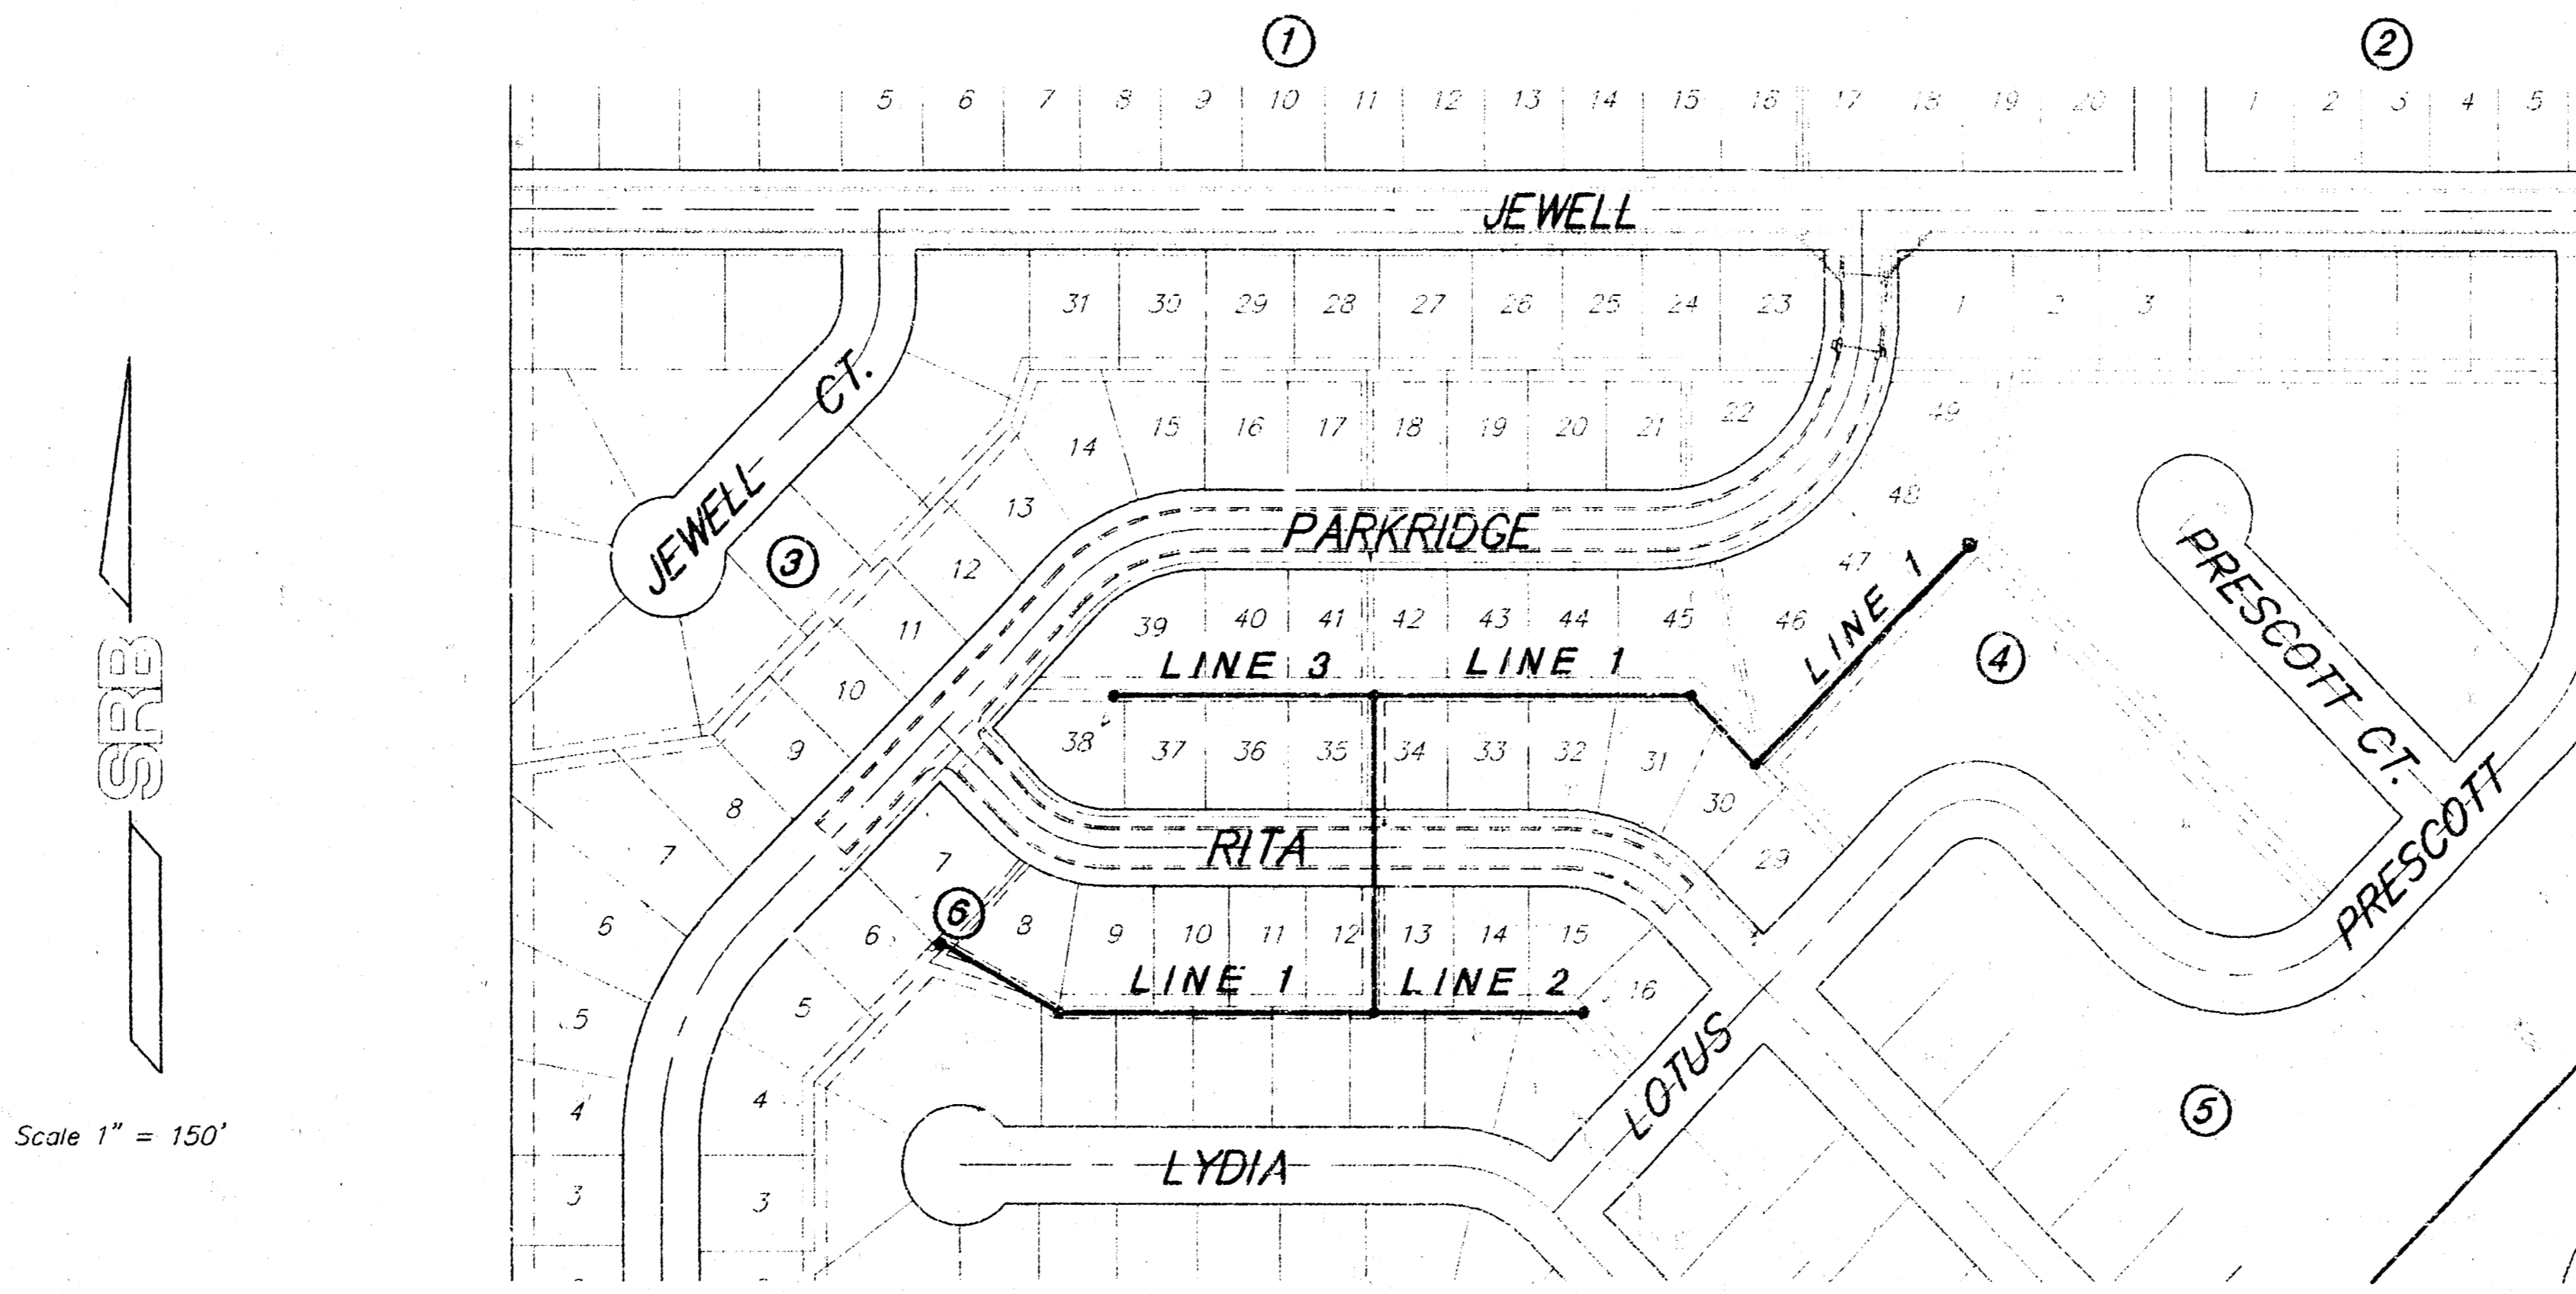 1 2
5 6 7 8 9 10 11 12 13 14 15 16 17 18 19 20 1 2 3 4 5
JEWELL
31 30 29 28 27 26 25 24 23 1 2 3
JEWELL CT.
14 15 16 17 18 19 20 21 22 49
13 48
PARKRIDGE
3 12 47
PRESCOTT CT.
11 39 40 41 42 43 44 45 46
LINE 3 LINE 1 LINE 1
4
10
38 37 36 35 34 33 32 31
9
8 30
SRB
RITA
7 7 29
PRESCOTT
6 6 6 8 9 10 11 12 13 14 15
LINE 1 LINE 2 16
5 5
LOTUS
4 4 5
Scale 1" = 150'
LYDIA
3 3